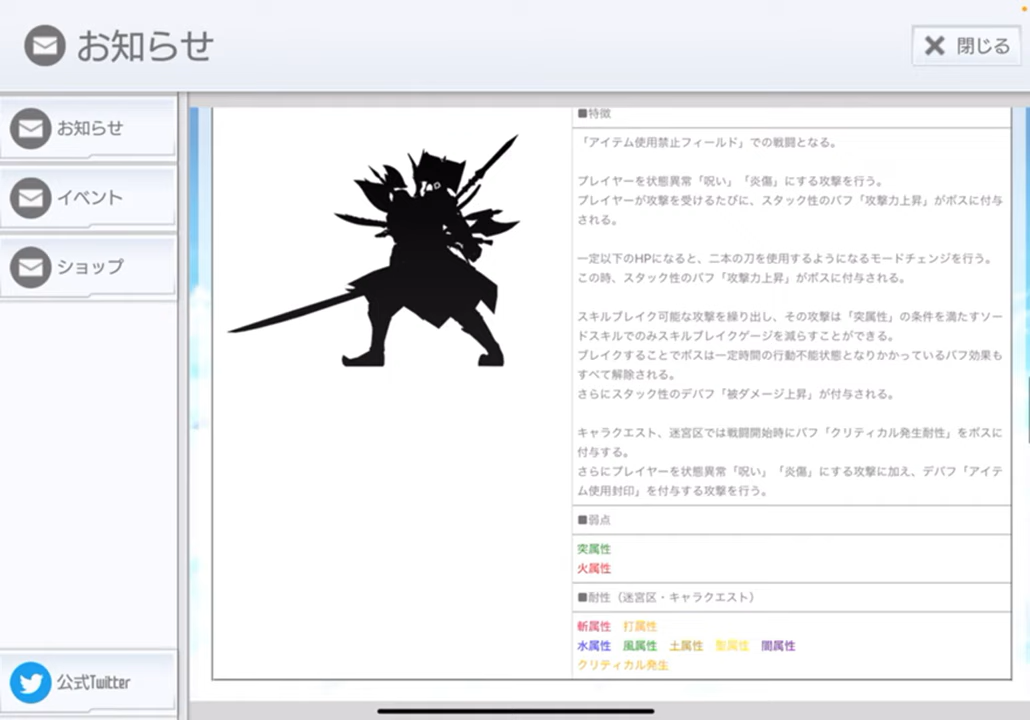 お知らせ
閉じる
お知らせ
イベント
ショップ
公式Twitter
■特徴
「アイテム使用禁止フィールド」での戦闘となる。
プレイヤーを状態異常「呪い」「炎傷」にする攻撃を行う。
プレイヤーが攻撃を受けるたびに、スタック性のバフ「攻撃力上昇」がボスに付与
される。
一定以下のHPになると、二本の刀を使用するようになるモードチェンジを行う。
この時、スタック性のバフ「攻撃力上昇」がボスに付与される。
スキルブレイク可能な攻撃を繰り出し、その攻撃は「突属性」の条件を満たすソー
ドスキルでのみスキルブレイクゲージを減らすことができる。
ブレイクすることでボスは一定時間の行動不能状態となりかかっているバフ効果も
すべて解除される。
さらにスタック性のデバフ「被ダメージ上昇」が付与される。
キャラクエスト、迷宮区では戦闘開始時にバフ「クリティカル発生耐性」をボスに
付与する。
さらにプレイヤーを状態異常「呪い」「炎傷」にする攻撃に加え、デバフ「アイテ
ム使用封印」を付与する攻撃を行う。
■弱点
突属性
火属性
■耐性（迷宮区・キャラクエスト）
斬属性 打属性
水属性 風属性 土属性 聖属性 闇属性
クリティカル発生